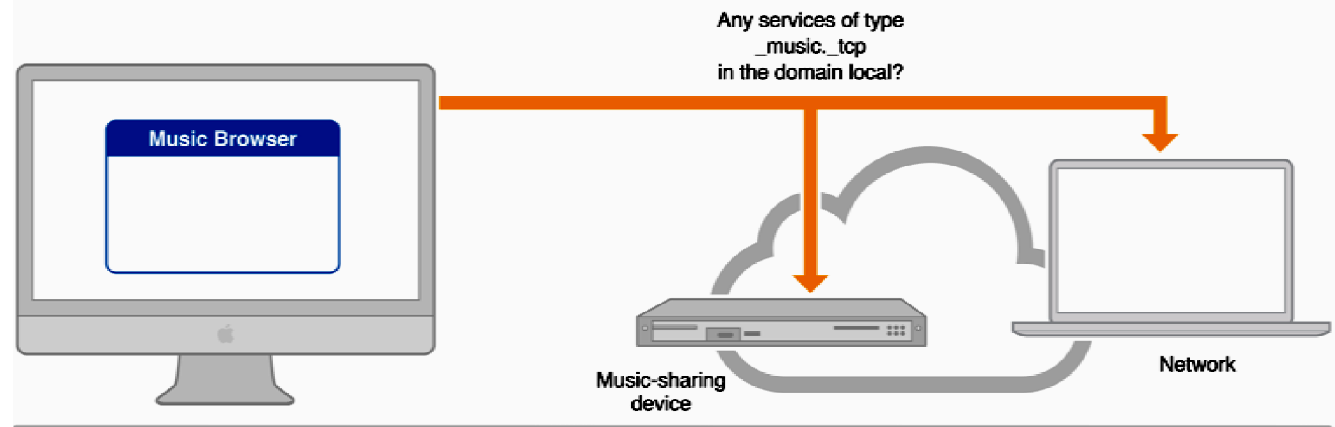 Any services of type
_music._tcp
in the domain local?
Music Browser
Music-sharing
device
Network